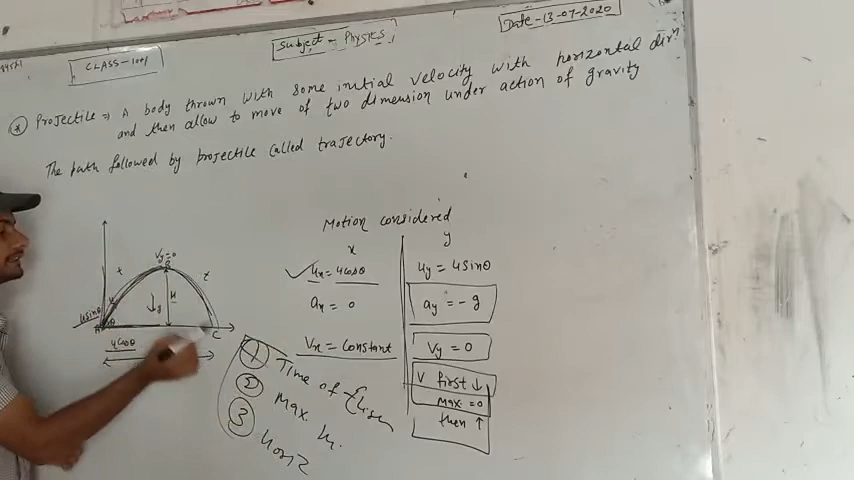 CLASS-10+1
Subject - Physics
Date - 13-07-2020
Projectile ⇒ A body thrown with some initial velocity with horizontal dirⁿ
and then allow to move of two dimension under action of gravity
The path followed by projectile called trajectory.
Motion considered
x
y
ux = ucosθ
uy = usinθ
ax = 0
ay = -g
Vx = constant
Vy = 0
V first ↓
max = 0
then ↑
Vy=0
t
t
H
↓g
usinθ
u
θ
A
B
C
ucosθ
① Time of
② Max. h.
③ Horiz